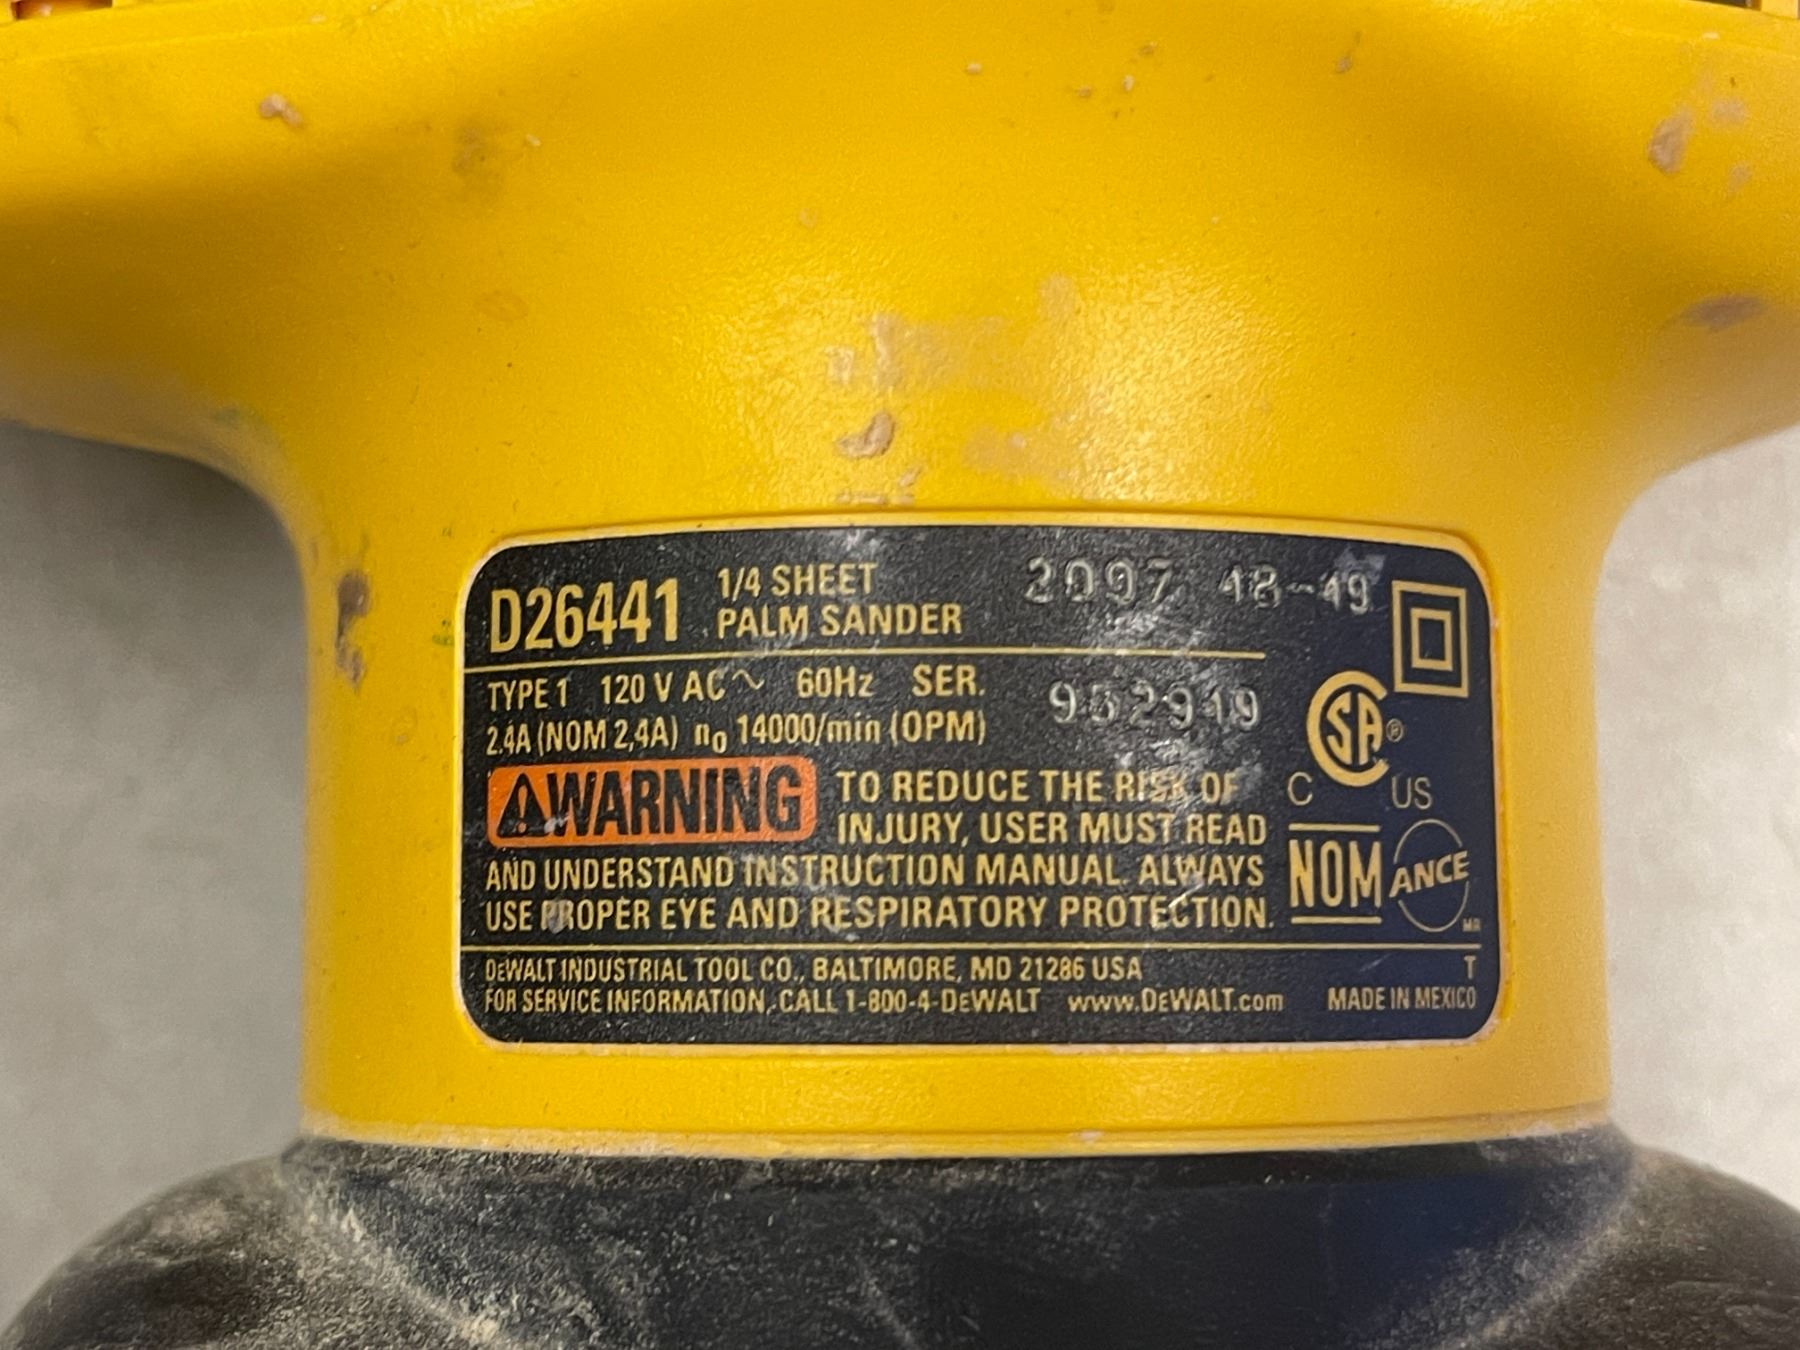 D26441 1/4 SHEET PALM SANDER
TYPE 1 120 V AC ~ 60Hz SER.
2.4A (NOM 2,4A) n₀ 14000/min (OPM)
48-49
⚠WARNING TO REDUCE THE RISK OF
INJURY, USER MUST READ
AND UNDERSTAND INSTRUCTION MANUAL. ALWAYS
USE PROPER EYE AND RESPIRATORY PROTECTION.
SA®
C US
NOM ANCE
MR
DEWALT INDUSTRIAL TOOL CO., BALTIMORE, MD 21286 USA T
FOR SERVICE INFORMATION, CALL 1-800-4-DEWALT www.DEWALT.com MADE IN MEXICO